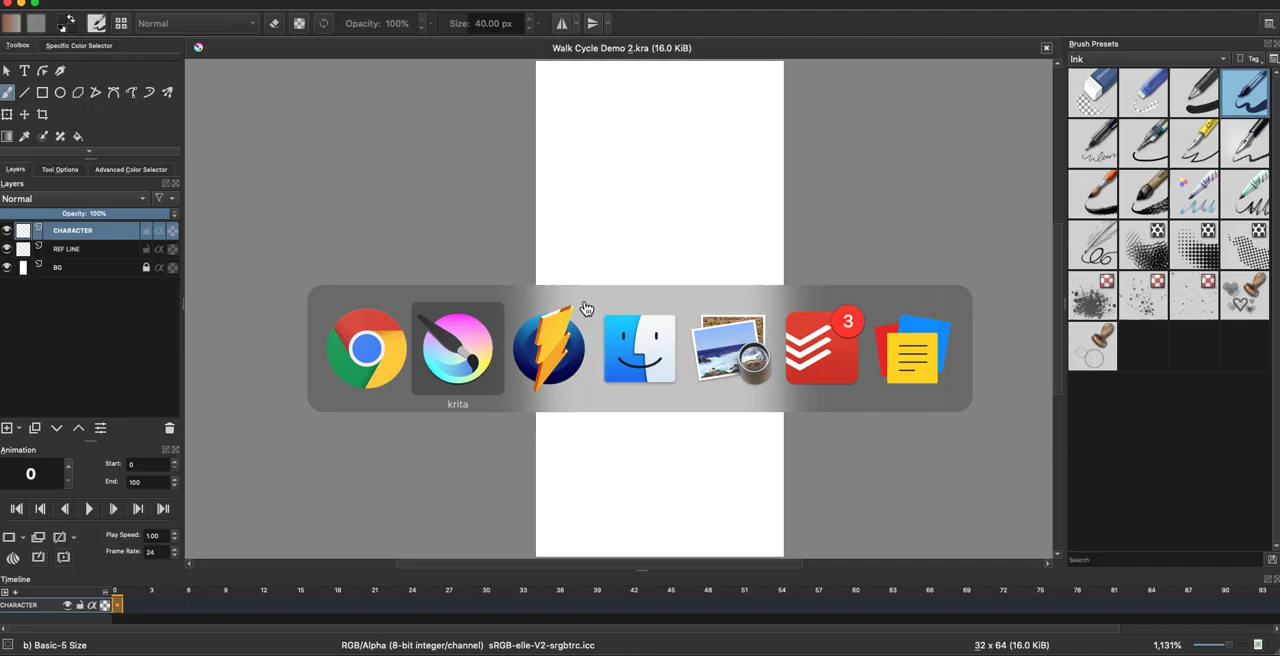 Normal
Opacity: 100%
Size: 40.00 px
Toolbox
Specific Color Selector
Walk Cycle Demo 2.kra (16.0 KiB)
Brush Presets
Ink
Tag
Layers
Tool Options
Advanced Color Selector
Layers
Normal
Opacity: 100%
CHARACTER
REF LINE
BG
3
krita
Animation
0
Start: 0
End: 100
Play Speed: 1.00
Frame Rate: 24
Search
Timeline
0 3 6 9 12 15 18 21 24 27 30 33 36 39 42 45 48 51 54 57 60 63 66 69 72 75 78 81 84 87 90 93
CHARACTER
b) Basic-5 Size
RGB/Alpha (8-bit integer/channel) sRGB-elle-V2-srgbtrc.icc
32 x 64 (16.0 KiB)
1,131%